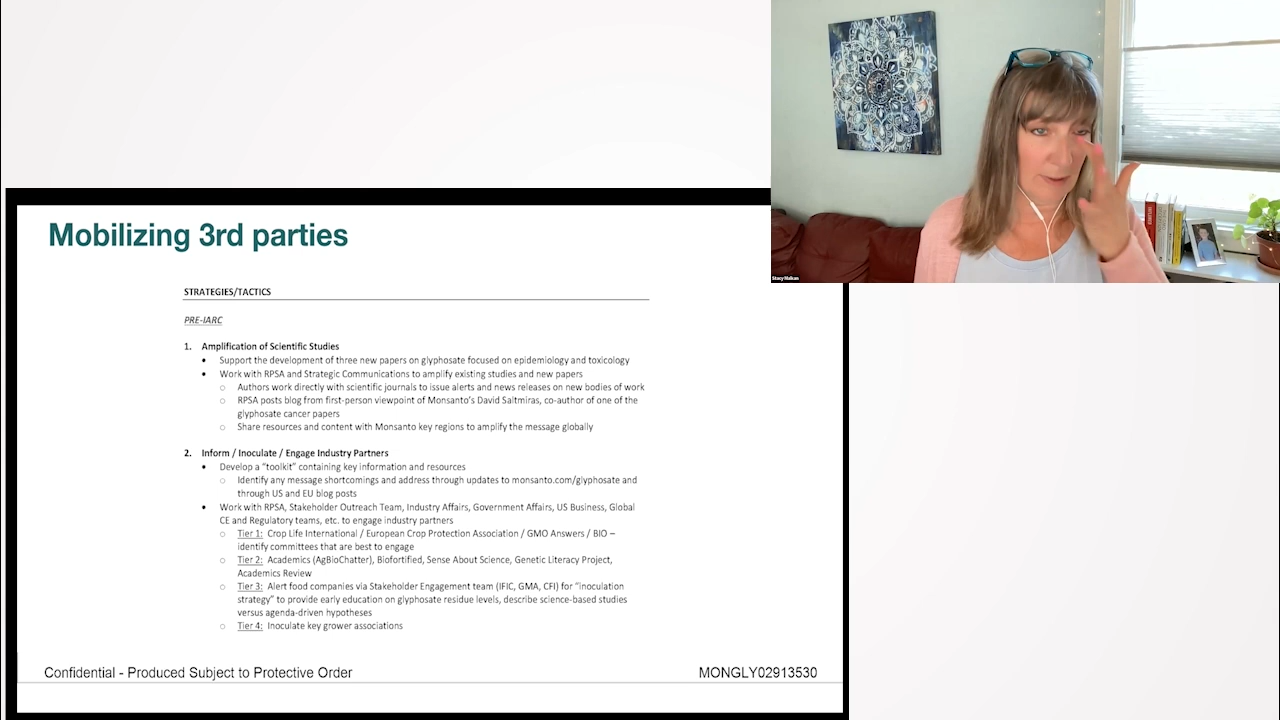 Mobilizing 3rd parties
STRATEGIES/TACTICS
PRE-IARC
1. Amplification of Scientific Studies
• Support the development of three new papers on glyphosate focused on epidemiology and toxicology
• Work with RPSA and Strategic Communications to amplify existing studies and new papers
○ Authors work directly with scientific journals to issue alerts and news releases on new bodies of work
○ RPSA posts blog from first-person viewpoint of Monsanto's David Saltmiras, co-author of one of the
glyphosate cancer papers
○ Share resources and content with Monsanto key regions to amplify the message globally
2. Inform / Inoculate / Engage Industry Partners
• Develop a "toolkit" containing key information and resources
○ Identify any message shortcomings and address through updates to monsanto.com/glyphosate and
through US and EU blog posts
• Work with RPSA, Stakeholder Outreach Team, Industry Affairs, Government Affairs, US Business, Global
CE and Regulatory teams, etc. to engage industry partners
○ Tier 1: Crop Life International / European Crop Protection Association / GMO Answers / BIO –
identify committees that are best to engage
○ Tier 2: Academics (AgBioChatter), Biofortified, Sense About Science, Genetic Literacy Project,
Academics Review
○ Tier 3: Alert food companies via Stakeholder Engagement team (IFIC, GMA, CFI) for "inoculation
strategy" to provide early education on glyphosate residue levels, describe science-based studies
versus agenda-driven hypotheses
○ Tier 4: Inoculate key grower associations
Confidential - Produced Subject to Protective Order
MONGLY02913530
Stacy Malkan